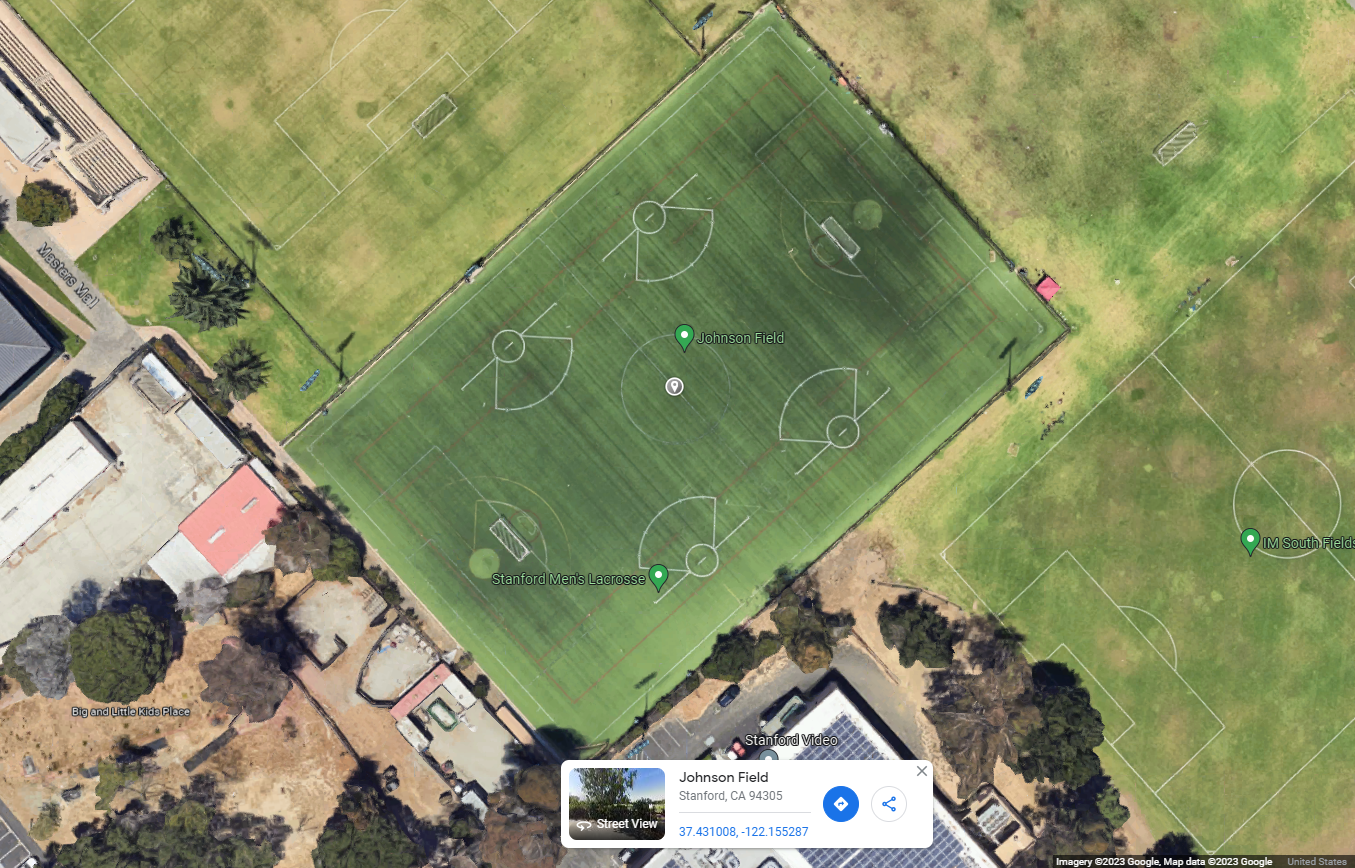 Masters Mall
Johnson Field
IM South Fields
Stanford Men's Lacrosse
Big and Little Kids Place
Stanford Video
Johnson Field
Stanford, CA 94305
Street View
37.431008, -122.155287
Imagery ©2023 Google, Map data ©2023 Google
United States